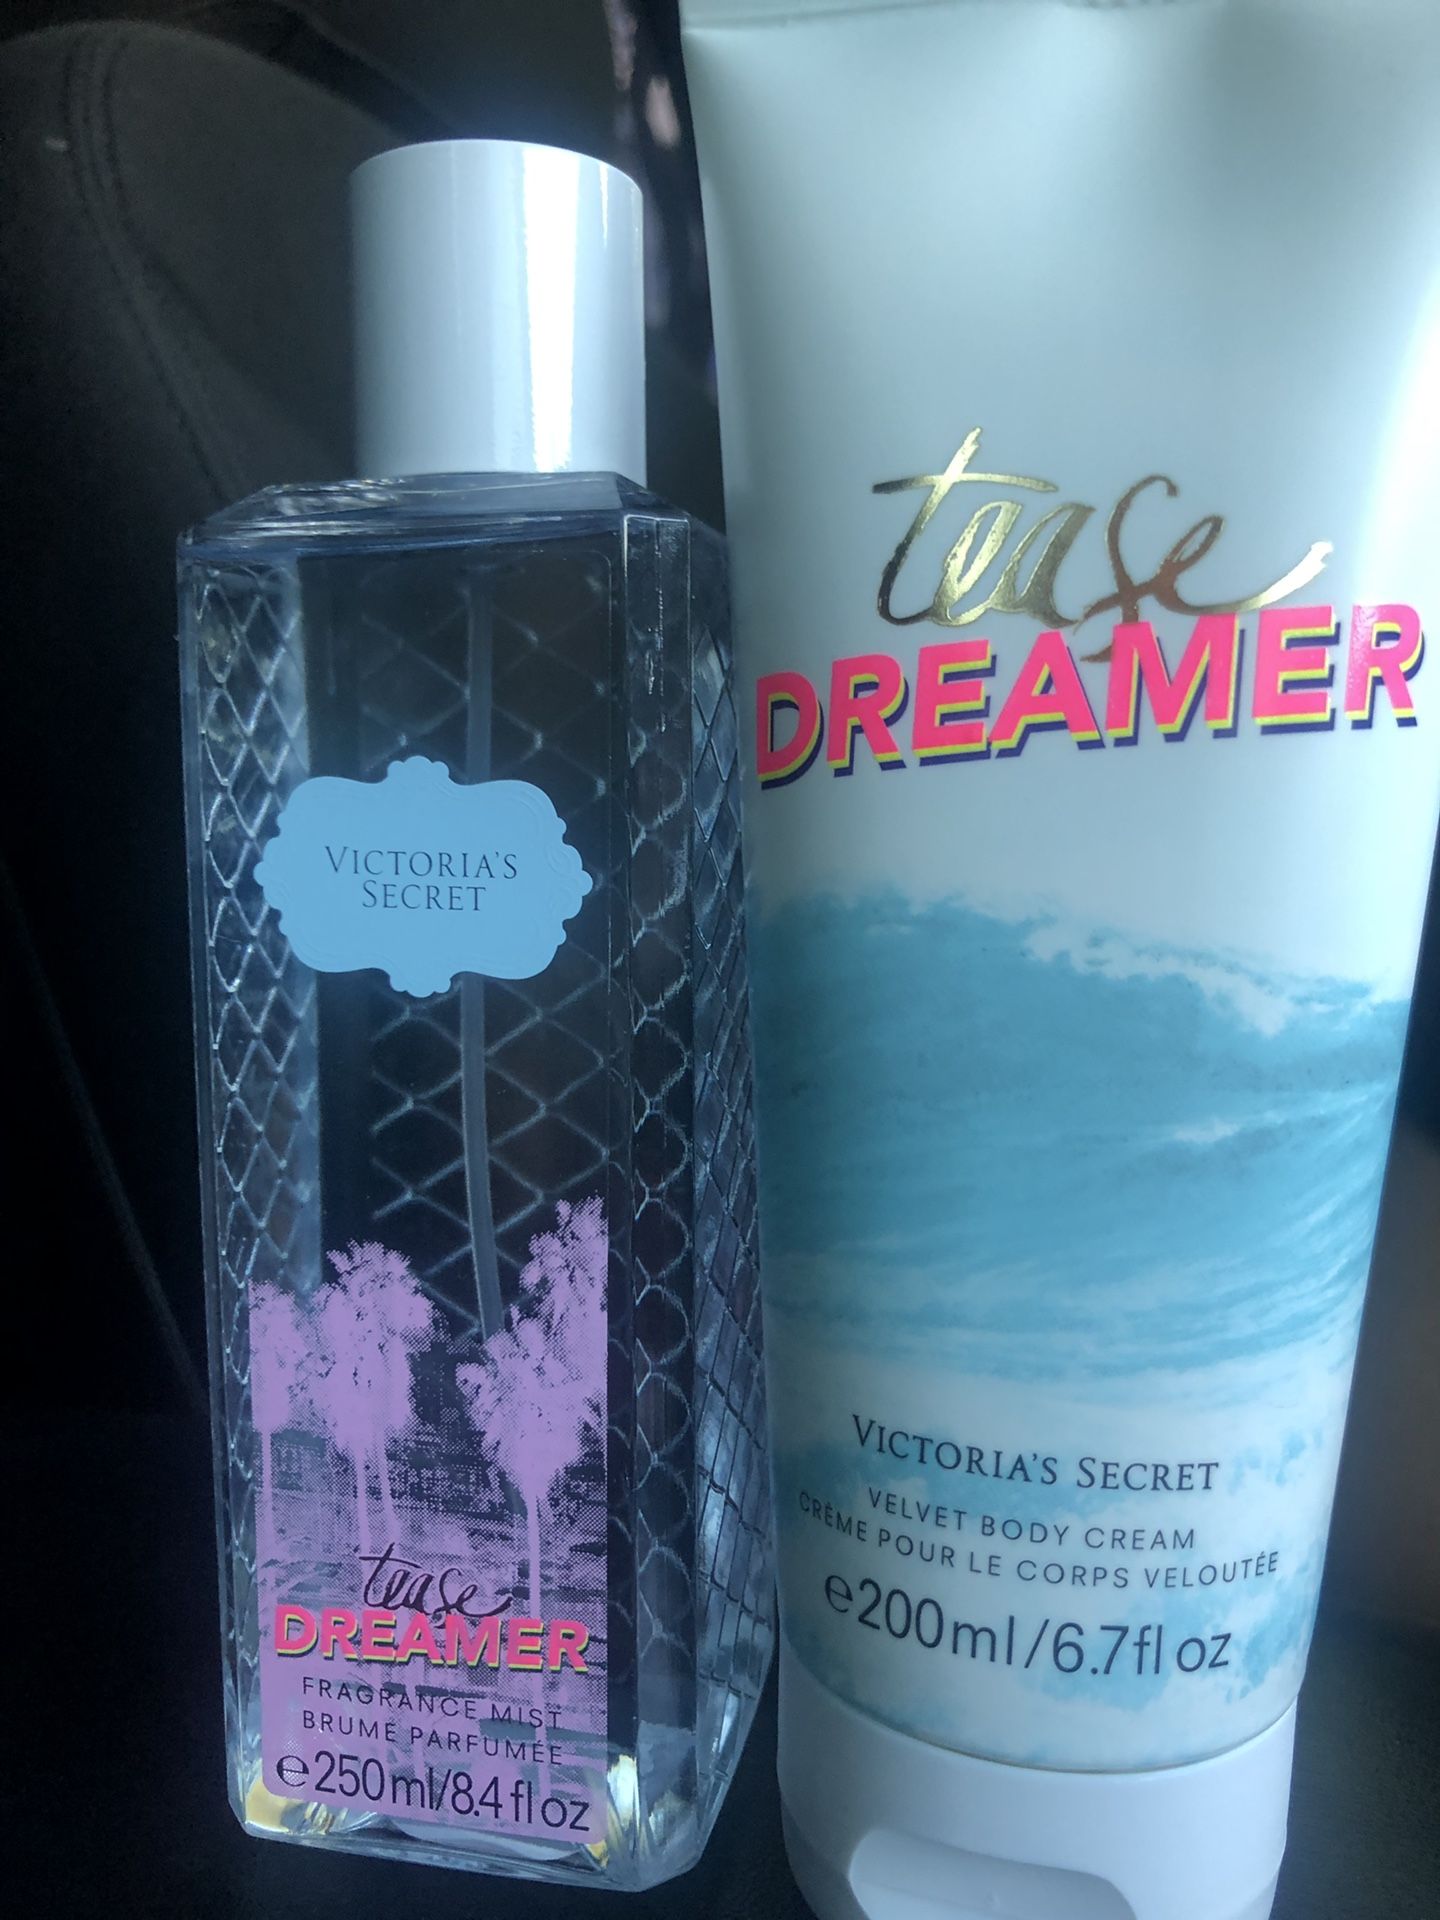 VICTORIA'S
SECRET
tease
DREAMER
FRAGRANCE MIST
BRUME PARFUMÉE
℮250ml/8.4 fl oz
tease
DREAMER
VICTORIA'S SECRET
VELVET BODY CREAM
CRÈME POUR LE CORPS VELOUTÉE
℮200ml/6.7fl oz